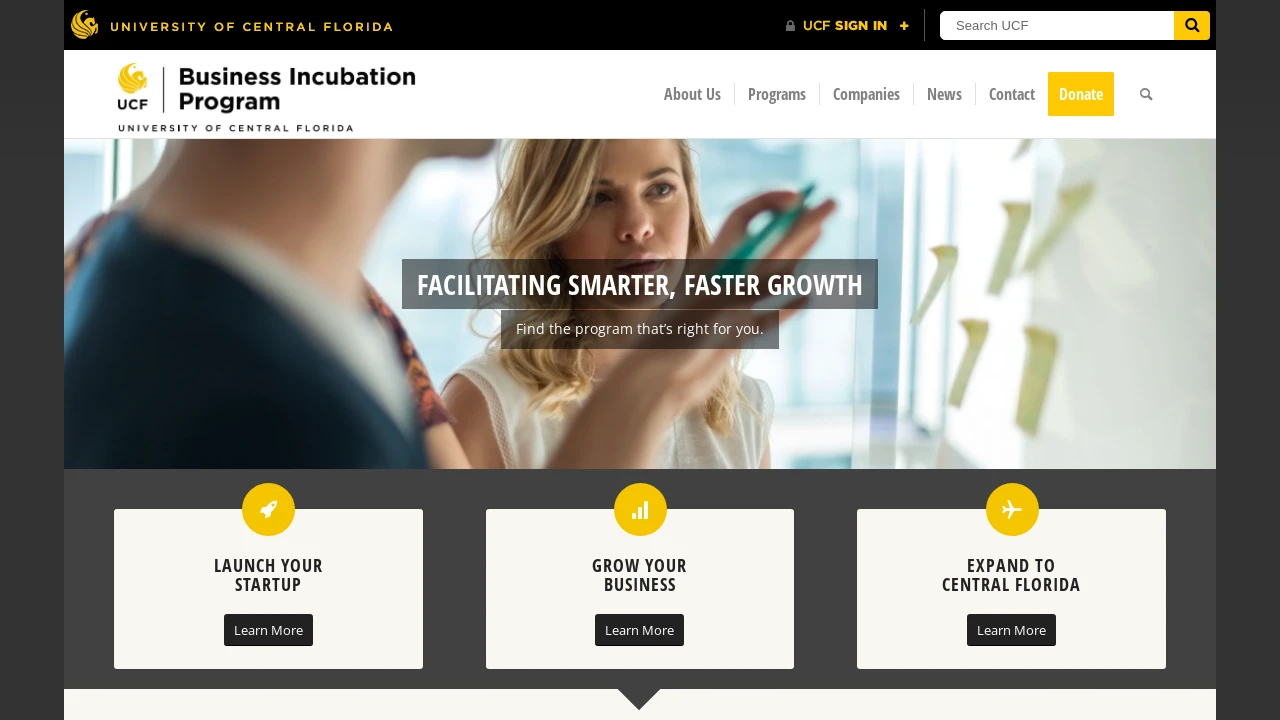 UNIVERSITY OF CENTRAL FLORIDA
UCF SIGN IN +
Search UCF
UCF
Business Incubation
Program
UNIVERSITY OF CENTRAL FLORIDA
About Us
Programs
Companies
News
Contact
Donate
FACILITATING SMARTER, FASTER GROWTH
Find the program that's right for you.
LAUNCH YOUR
STARTUP
Learn More
GROW YOUR
BUSINESS
Learn More
EXPAND TO
CENTRAL FLORIDA
Learn More